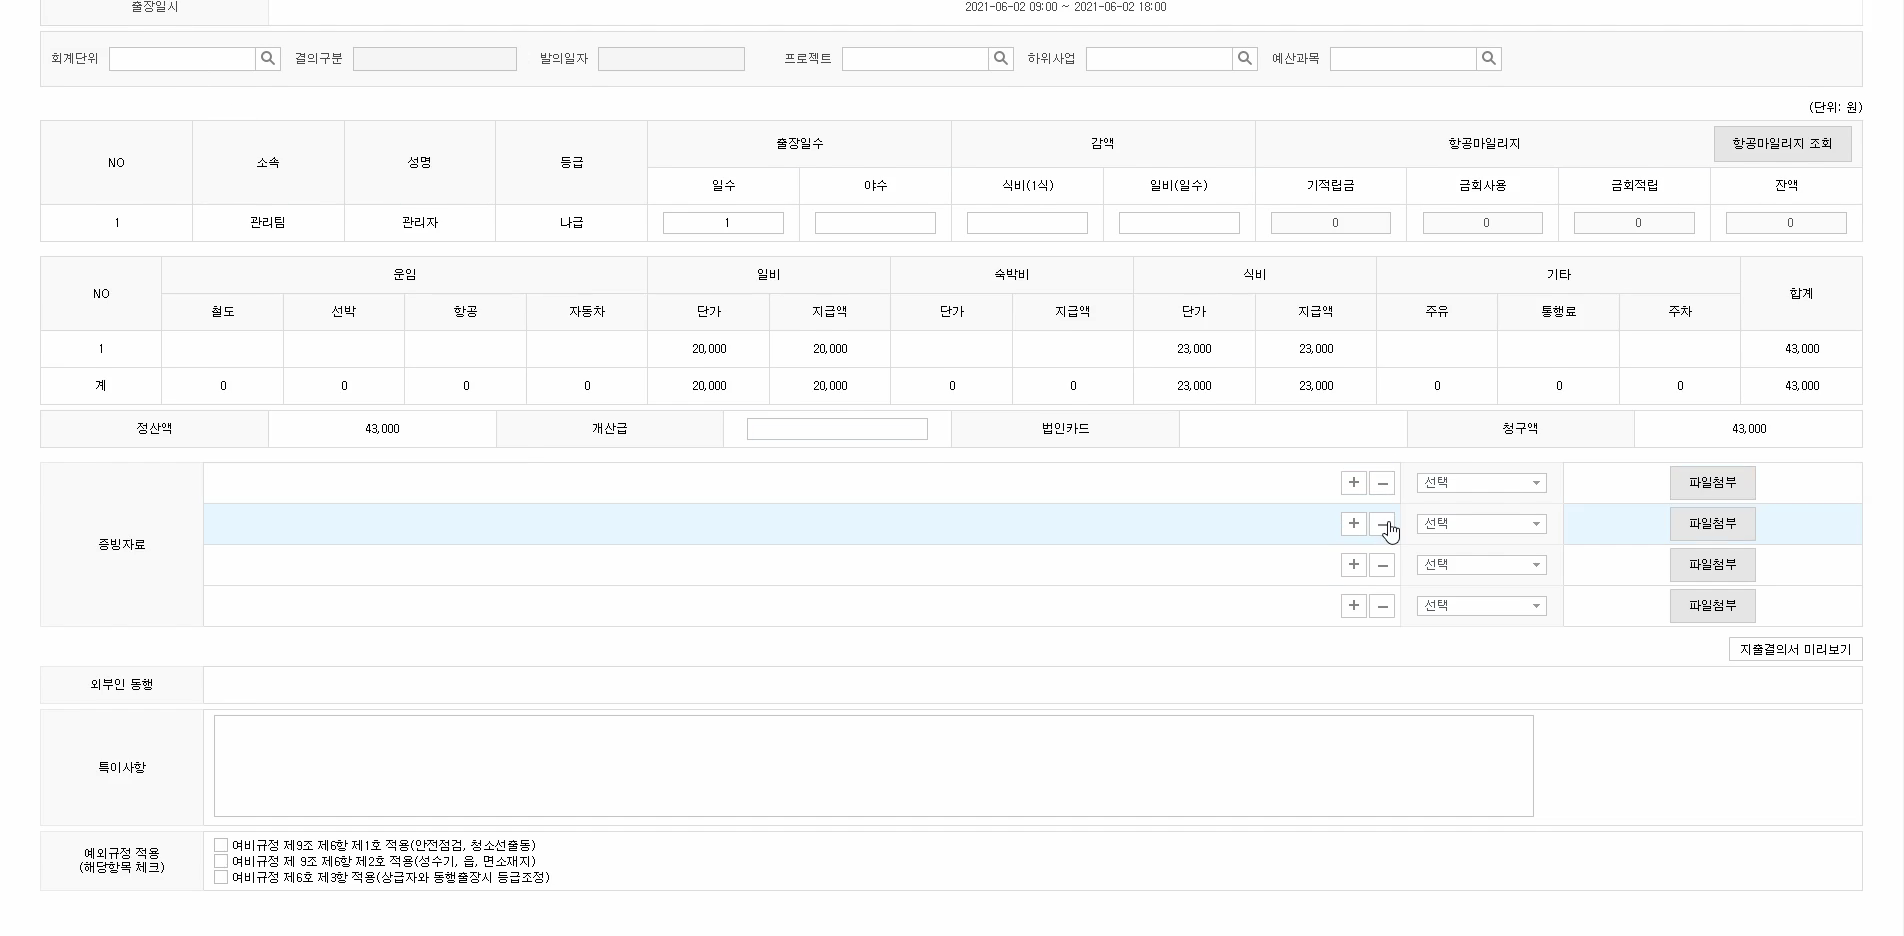 출장일시 2021-06-02 09:00 ~ 2021-06-02 18:00
회계단위 결의구분 발의일자 프로젝트 하위사업 예산과목
(단위: 원)
NO 소속 성명 등급 출장일수 감액 항공마일리지 항공마일리지 조회
일수 야수 식비(1식) 일비(일수) 기적립금 금회사용 금회적립 잔액
1 관리팀 관리자 나급 1 0 0 0 0
NO 운임 일비 숙박비 식비 기타 합계
철도 선박 항공 자동차 단가 지급액 단가 지급액 단가 지급액 주유 통행료 주차
1 20,000 20,000 23,000 23,000 43,000
계 0 0 0 0 20,000 20,000 0 0 23,000 23,000 0 0 0 43,000
정산액 43,000 개산급 법인카드 청구액 43,000
증빙자료
선택 파일첨부
선택 파일첨부
선택 파일첨부
선택 파일첨부
지출결의서 미리보기
외부인 동행
특이사항
예외규정 적용
(해당항목 체크)
여비규정 제9조 제6항 제1호 적용(안전점검, 청소선출동)
여비규정 제 9조 제6항 제2호 적용(성수기, 읍, 면소재지)
여비규정 제6호 제3항 적용(상급자와 동행출장시 등급조정)